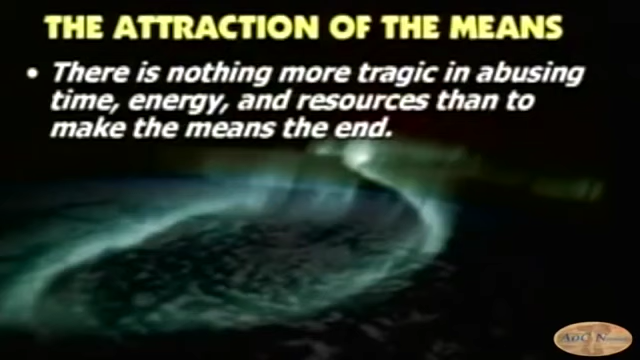 THE ATTRACTION OF THE MEANS
• There is nothing more tragic in abusing
time, energy, and resources than to
make the means the end.